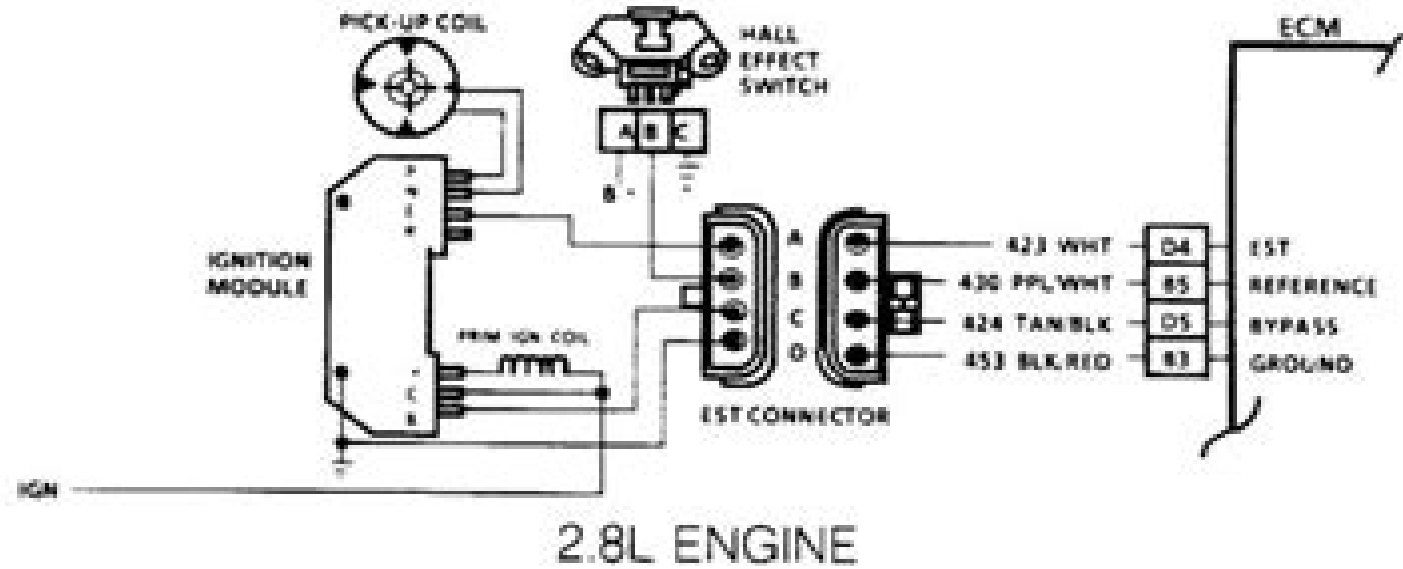 PICK-UP COIL
HALL
EFFECT
SWITCH
ECM
A B C
P
N
E
R
IGNITION
MODULE
A
B
C
D
423 WHT D4 EST
430 PPL/WHT B5 REFERENCE
424 TAN/BLK D5 BYPASS
453 BLK/RED B3 GROUND
PRIM IGN COIL
C
B
EST CONNECTOR
IGN
2.8L ENGINE